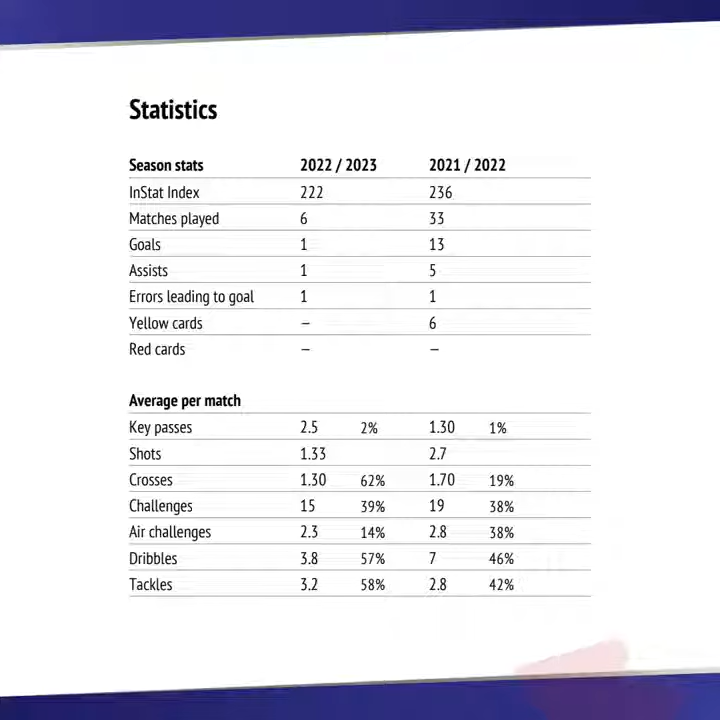 Statistics
Season stats 2022 / 2023 2021 / 2022
InStat Index 222 236
Matches played 6 33
Goals 1 13
Assists 1 5
Errors leading to goal 1 1
Yellow cards – 6
Red cards – –
Average per match
Key passes 2.5 2% 1.30 1%
Shots 1.33 2.7
Crosses 1.30 62% 1.70 19%
Challenges 15 39% 19 38%
Air challenges 2.3 14% 2.8 38%
Dribbles 3.8 57% 7 46%
Tackles 3.2 58% 2.8 42%